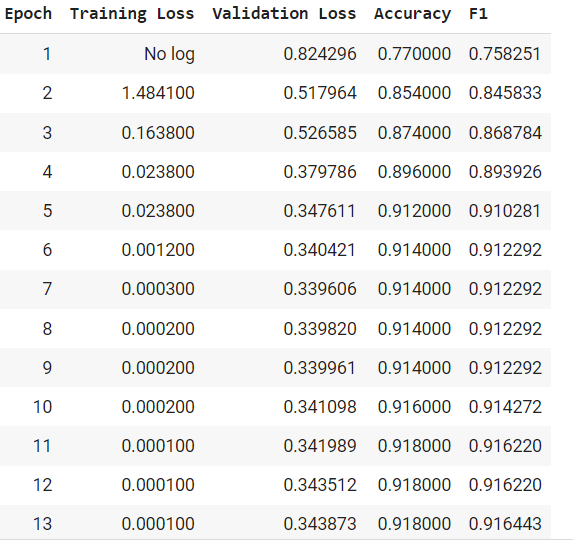 Epoch Training Loss Validation Loss Accuracy F1
1 No log 0.824296 0.770000 0.758251
2 1.484100 0.517964 0.854000 0.845833
3 0.163800 0.526585 0.874000 0.868784
4 0.023800 0.379786 0.896000 0.893926
5 0.023800 0.347611 0.912000 0.910281
6 0.001200 0.340421 0.914000 0.912292
7 0.000300 0.339606 0.914000 0.912292
8 0.000200 0.339820 0.914000 0.912292
9 0.000200 0.339961 0.914000 0.912292
10 0.000200 0.341098 0.916000 0.914272
11 0.000100 0.341989 0.918000 0.916220
12 0.000100 0.343512 0.918000 0.916220
13 0.000100 0.343873 0.918000 0.916443